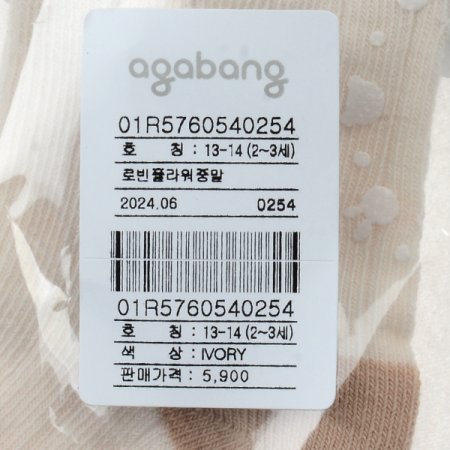 agabang
01R5760540254
호 칭 : 13-14 (2~3세)
로빈플라워중말
2024.06 0254
01R5760540254
호 칭 : 13-14 (2~3세)
색 상 : IVORY
판매가격 : 5,900